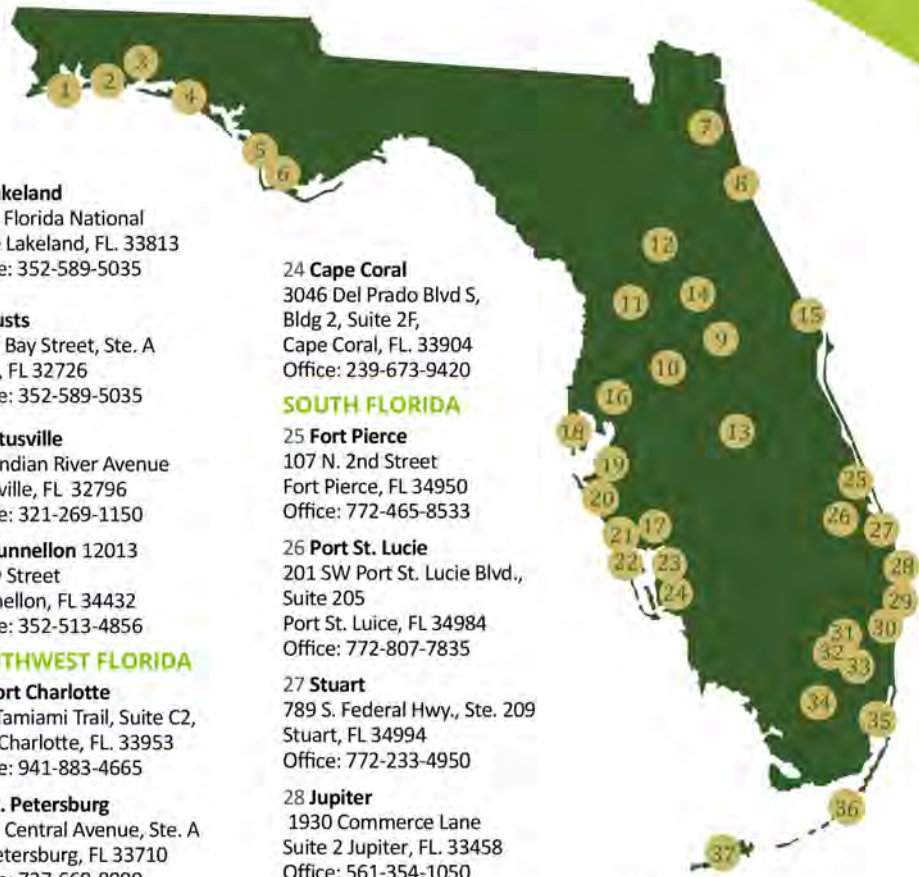 keland
Florida National
Lakeland, FL. 33813
e: 352-589-5035
usts
Bay Street, Ste. A
, FL 32726
e: 352-589-5035
tusville
ndian River Avenue
ville, FL 32796
e: 321-269-1150
unnellon 12013
Street
nellon, FL 34432
e: 352-513-4856
THWEST FLORIDA
ort Charlotte
Tamiami Trail, Suite C2,
Charlotte, FL. 33953
e: 941-883-4665
. Petersburg
Central Avenue, Ste. A
etersburg, FL 33710
24 Cape Coral
3046 Del Prado Blvd S,
Bldg 2, Suite 2F,
Cape Coral, FL. 33904
Office: 239-673-9420
SOUTH FLORIDA
25 Fort Pierce
107 N. 2nd Street
Fort Pierce, FL 34950
Office: 772-465-8533
26 Port St. Lucie
201 SW Port St. Lucie Blvd.,
Suite 205
Port St. Luice, FL 34984
Office: 772-807-7835
27 Stuart
789 S. Federal Hwy., Ste. 209
Stuart, FL 34994
Office: 772-233-4950
28 Jupiter
1930 Commerce Lane
Suite 2 Jupiter, FL. 33458
Office: 561-354-1050
1
2
3
4
5
6
7
8
12
11
14
15
9
10
16
18
13
19
20
25
26
27
21
17
22
23
24
28
29
30
31
32
33
34
35
36
37